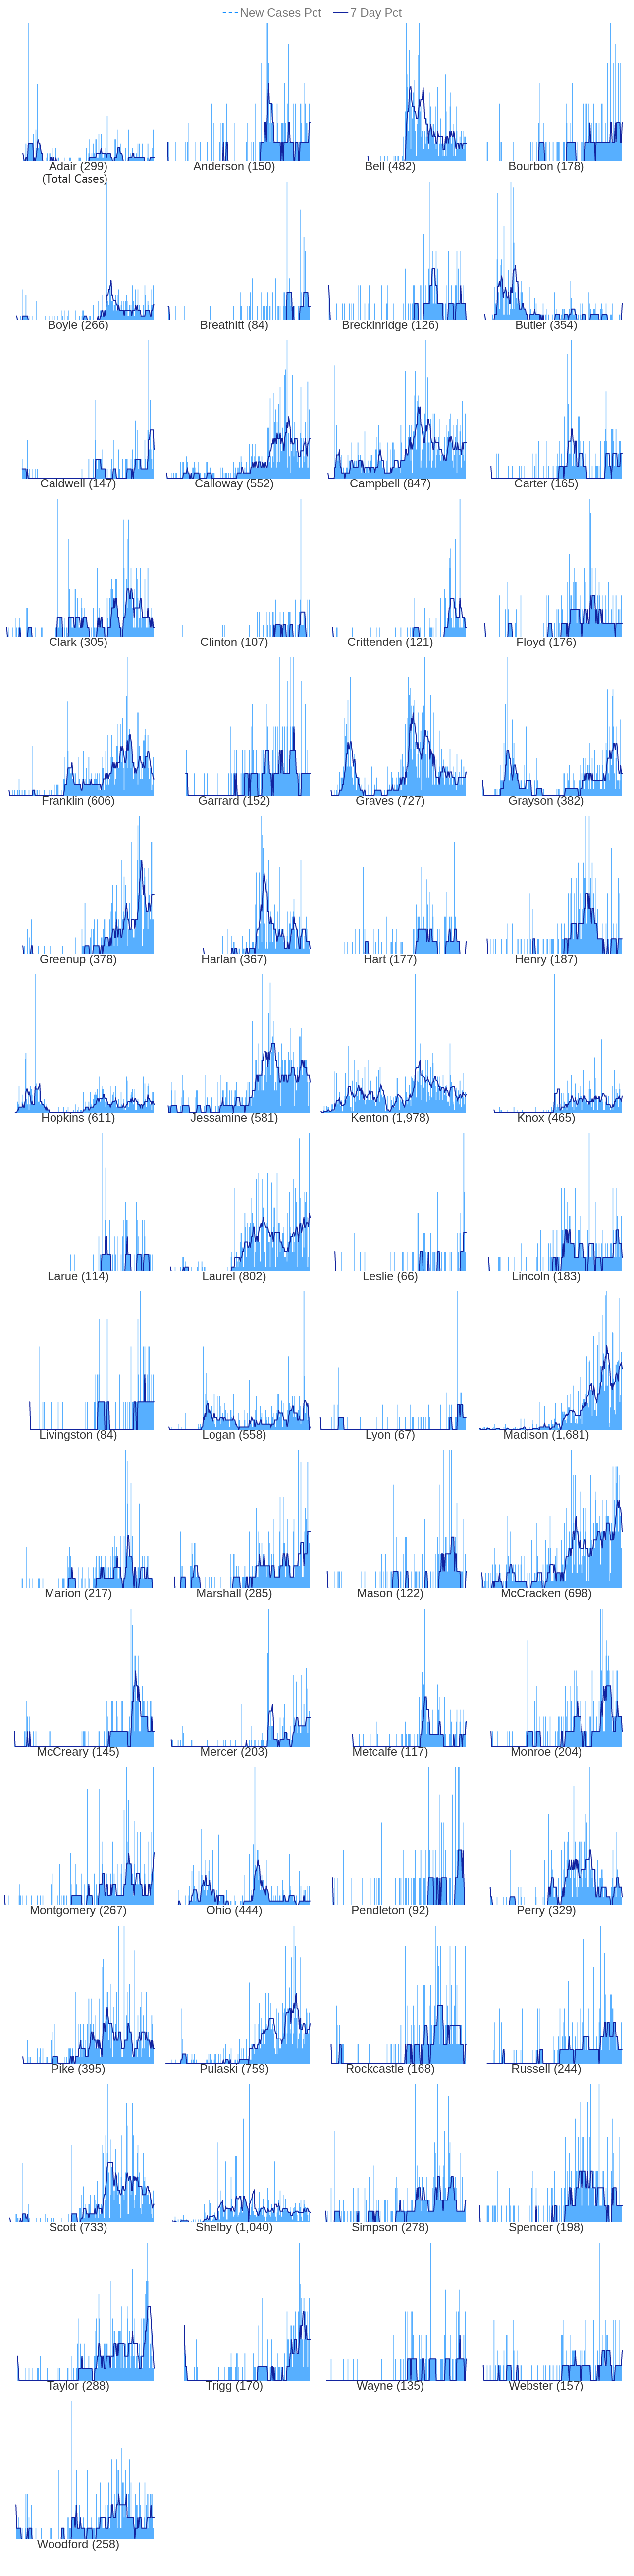 New Cases Pct 7 Day Pct
Adair (299) Anderson (150) Bell (482) Bourbon (178)
(Total Cases)
Boyle (266) Breathitt (84) Breckinridge (126) Butler (354)
Caldwell (147) Calloway (552) Campbell (847) Carter (165)
Clark (305) Clinton (107) Crittenden (121) Floyd (176)
Franklin (606) Garrard (152) Graves (727) Grayson (382)
Greenup (378) Harlan (367) Hart (177) Henry (187)
Hopkins (611) Jessamine (581) Kenton (1,978) Knox (465)
Larue (114) Laurel (802) Leslie (66) Lincoln (183)
Livingston (84) Logan (558) Lyon (67) Madison (1,681)
Marion (217) Marshall (285) Mason (122) McCracken (698)
McCreary (145) Mercer (203) Metcalfe (117) Monroe (204)
Montgomery (267) Ohio (444) Pendleton (92) Perry (329)
Pike (395) Pulaski (759) Rockcastle (168) Russell (244)
Scott (733) Shelby (1,040) Simpson (278) Spencer (198)
Taylor (288) Trigg (170) Wayne (135) Webster (157)
Woodford (258)